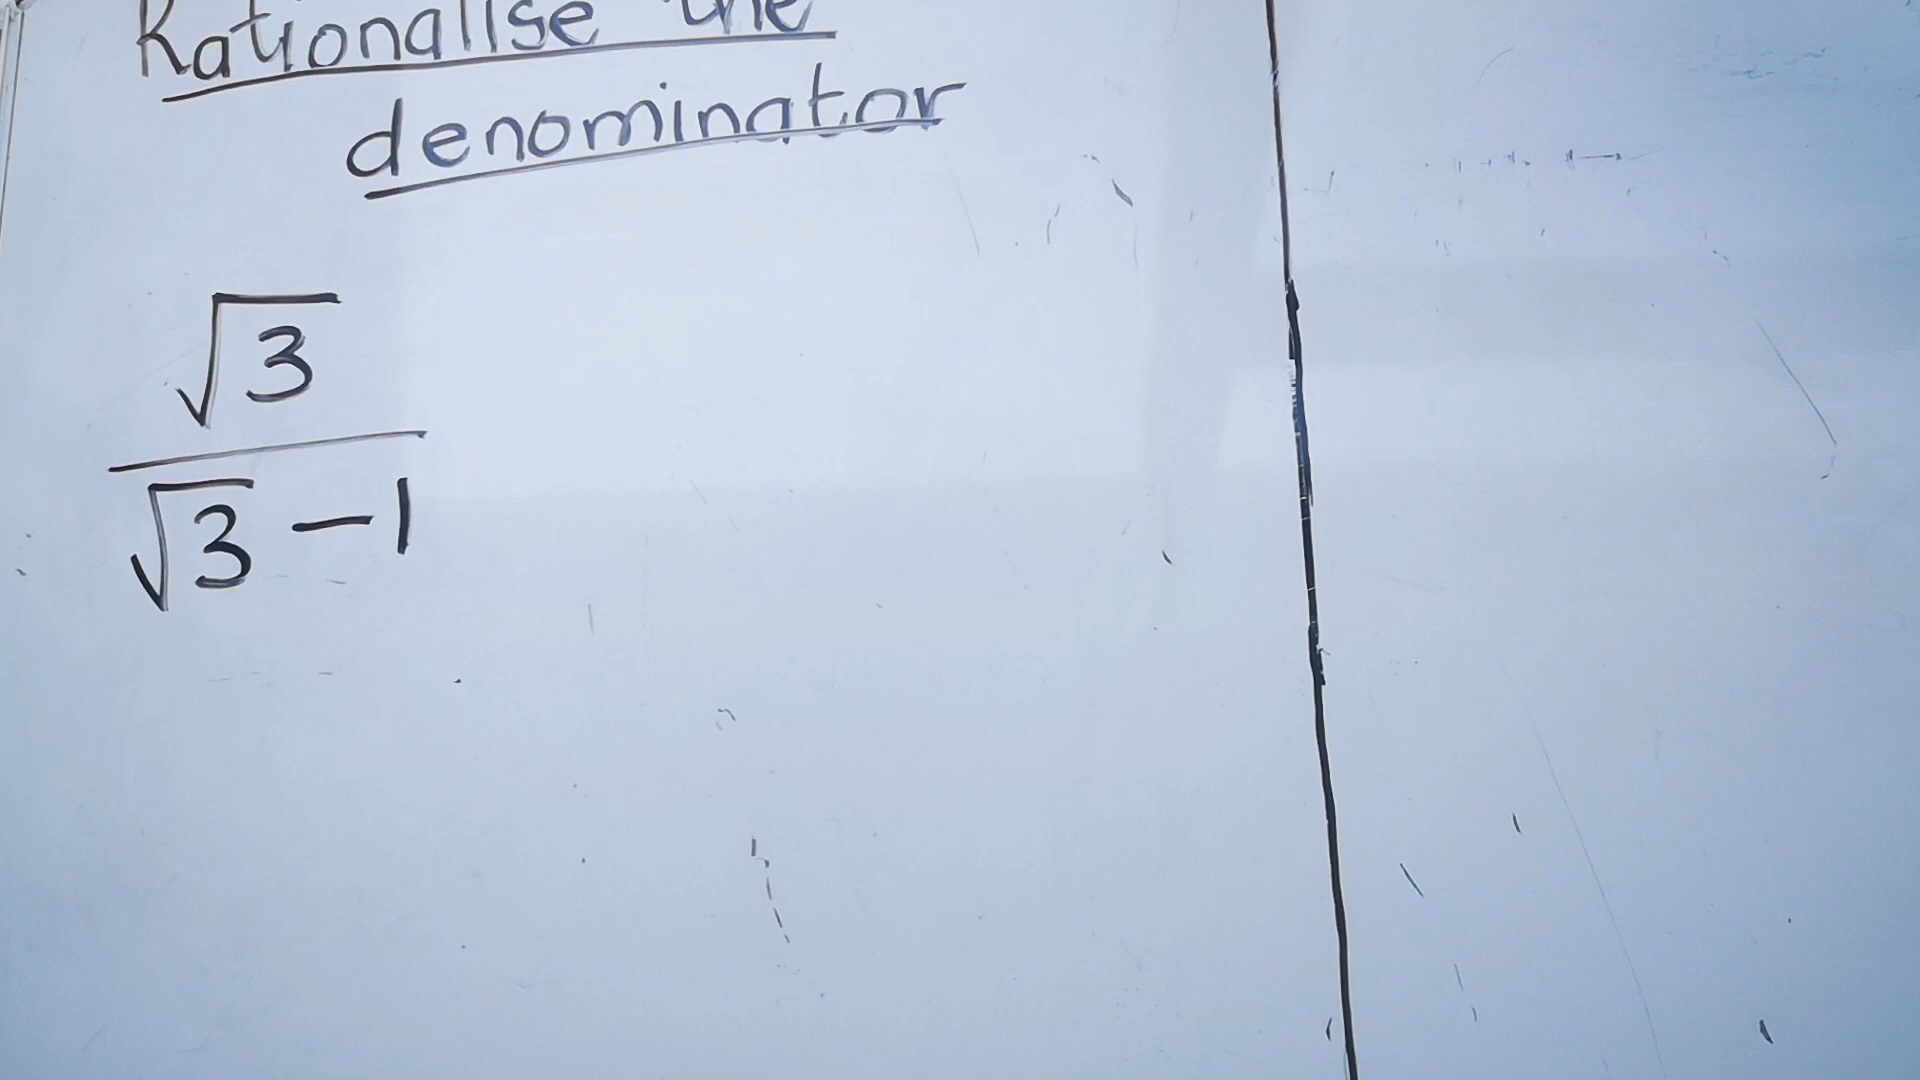 Rationalise the
denominator
√3
√3 - 1